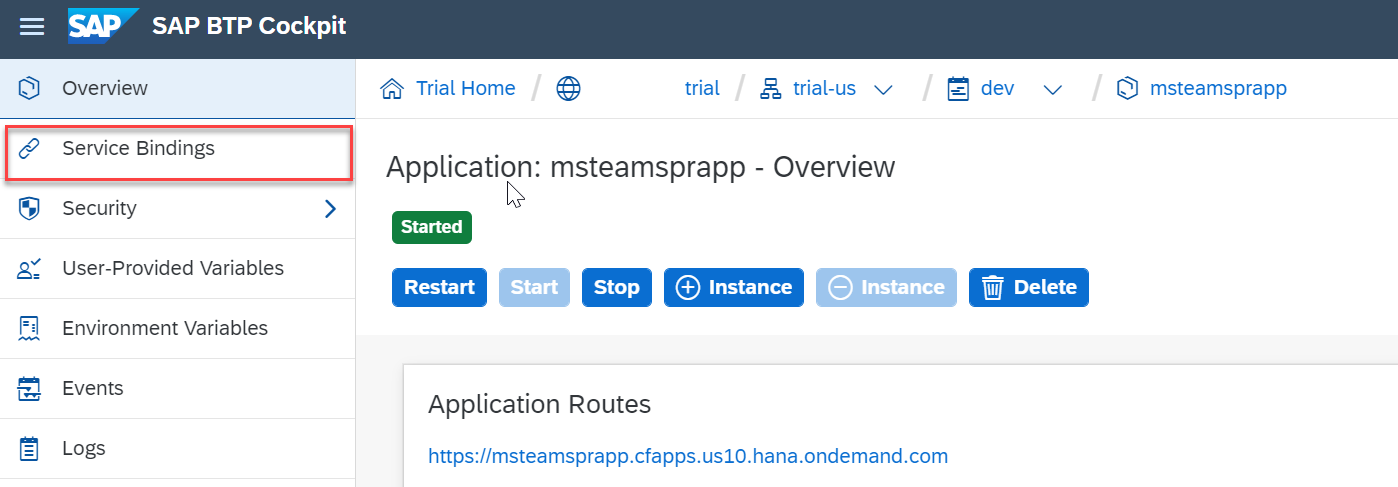 SAP SAP BTP Cockpit
Overview
Service Bindings
Security
User-Provided Variables
Environment Variables
Events
Logs
Trial Home / trial / trial-us / dev / msteamsprapp
Application: msteamsprapp - Overview
Started
Restart Start Stop Instance Instance Delete
Application Routes
https://msteamsprapp.cfapps.us10.hana.ondemand.com